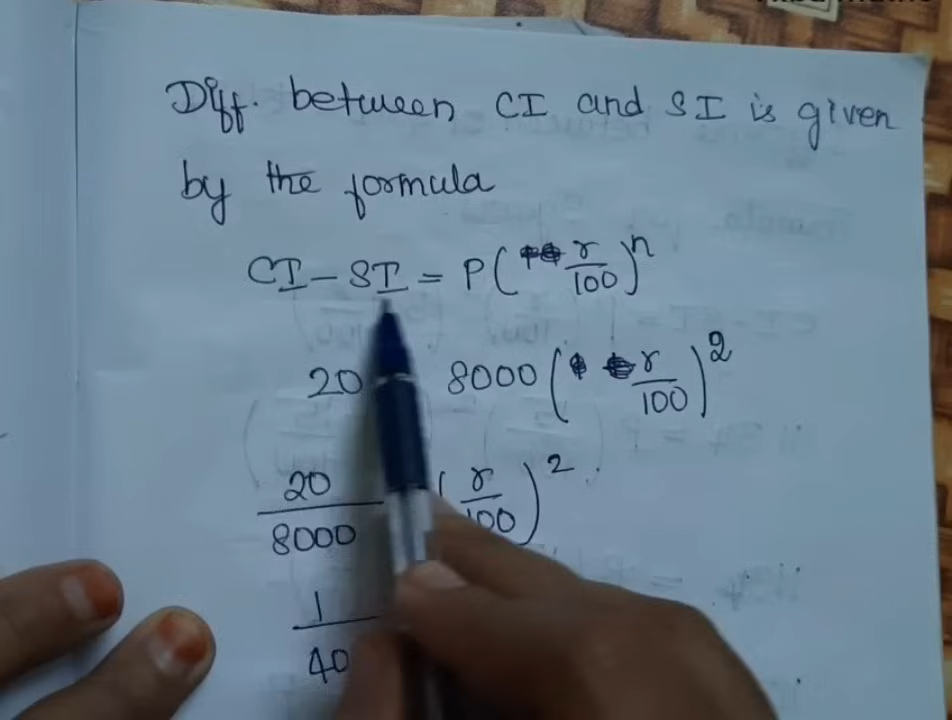 Diff. between CI and SI is given
by the formula
CI - SI = P( r/100 )^n
20 8000( r/100 )^2
20/8000 ( r/100 )^2
1/40